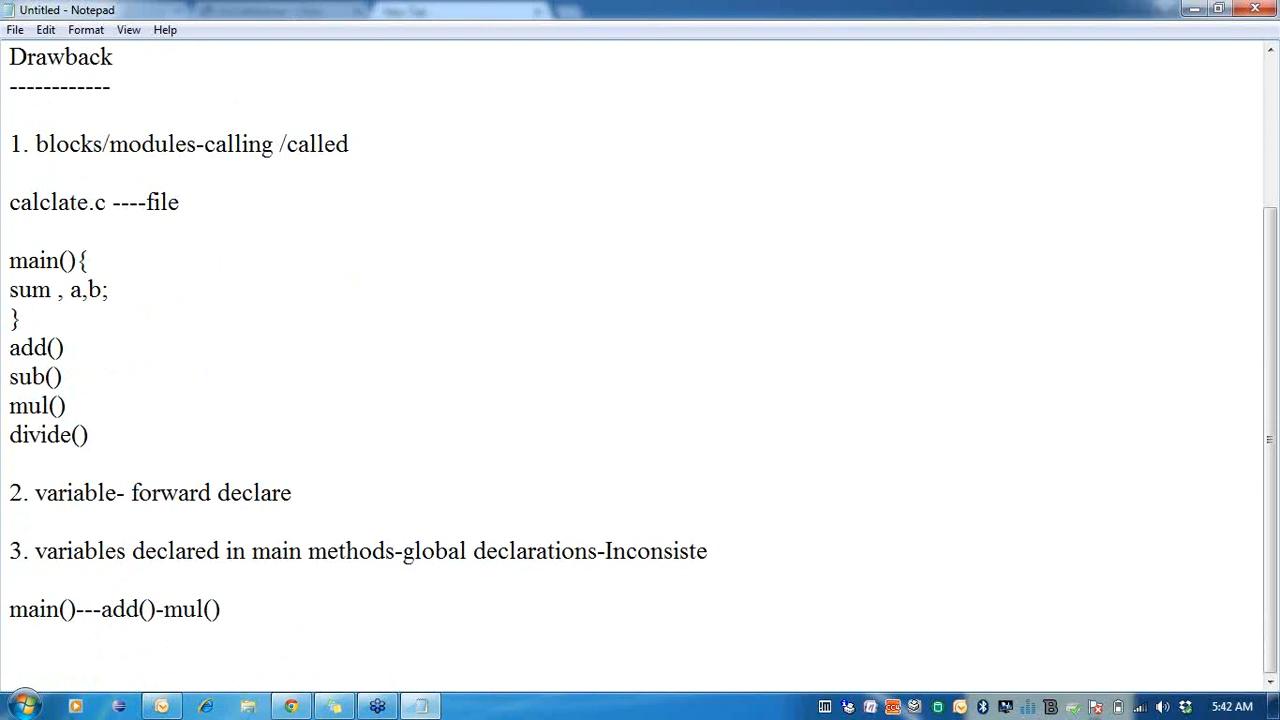 Untitled - Notepad
File Edit Format View Help
Drawback
------------
1. blocks/modules-calling /called
calclate.c ----file
main(){
sum , a,b;
}
add()
sub()
mul()
divide()
2. variable- forward declare
3. variables declared in main methods-global declarations-Inconsiste
main()---add()-mul()
5:42 AM